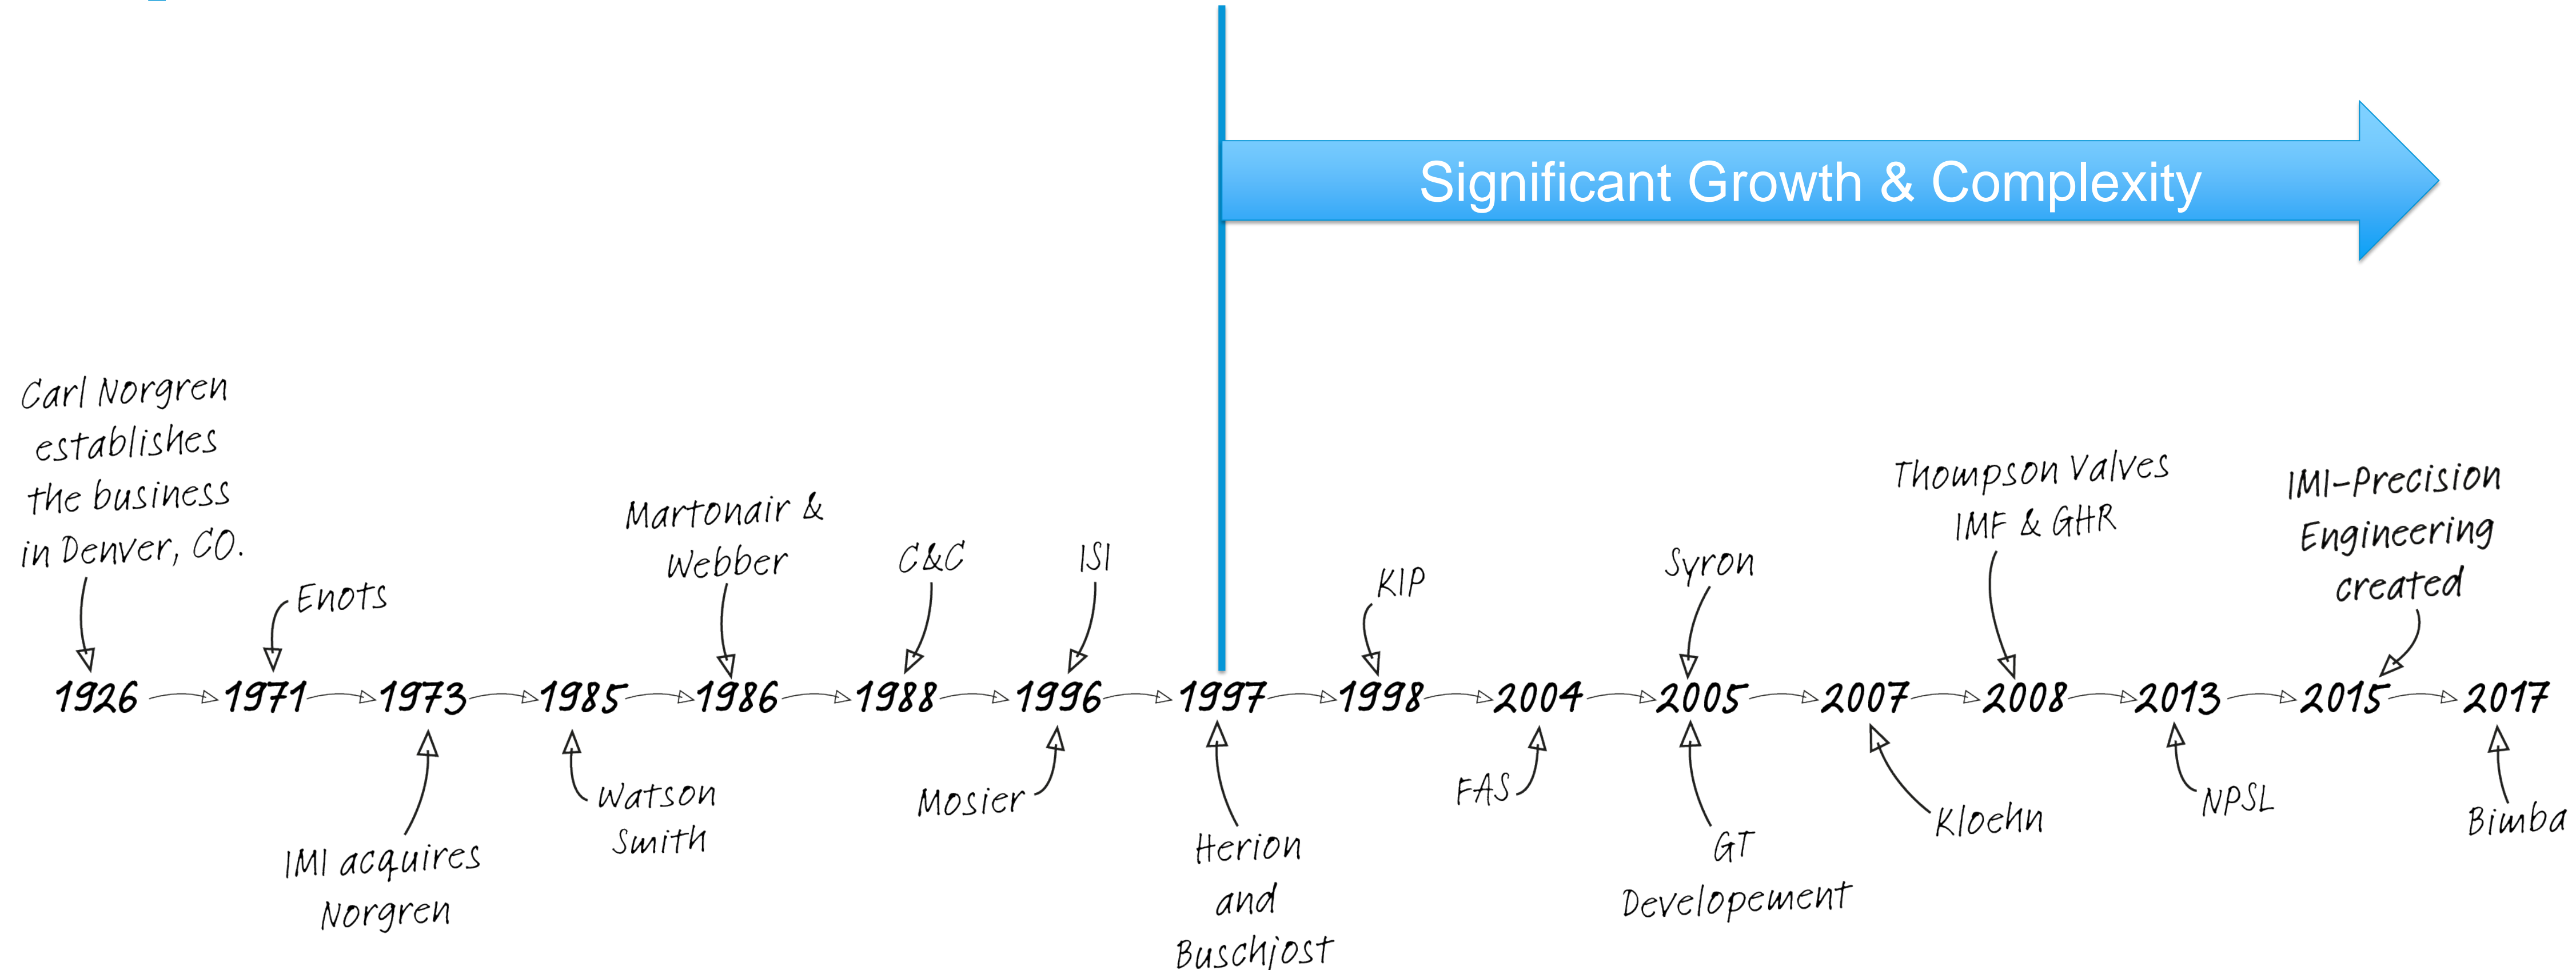 Significant Growth & Complexity
Carl Norgren
establishes
the business
in Denver, CO.
Enots
Martonair &
Webber
C&C
ISI
KIP
Syron
Thompson Valves
IMF & GHR
IMI-Precision
Engineering
created
1926 1971 1973 1985 1986 1988 1996 1997 1998 2004 2005 2007 2008 2013 2015 2017
IMI acquires
Norgren
Watson
Smith
Mosier
Herion
and
Buschjost
FAS
GT
Developement
Kloehn
NPSL
Bimba